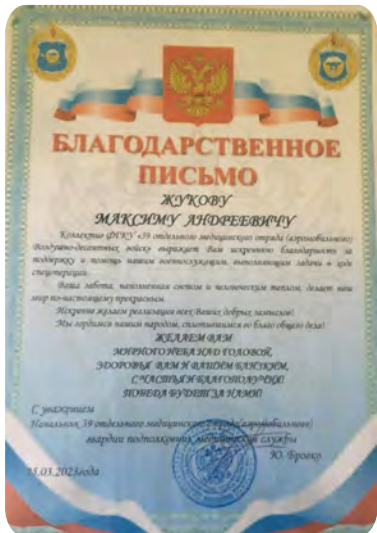 БЛАГОДАРСТВЕННОЕ
ПИСЬМО
ЖУКОВУ
МАКСИМУ АНДРЕЕВИЧУ
Коллектив ФГКУ «39 отдельного медицинского отряда (аэромобильного)
Воздушно-десантных войск» выражает Вам искреннюю благодарность за
поддержку и помощь нашим военнослужащим, выполняющим задачи в ходе
спецоперации.
Ваша забота, наполненная светом и человеческим теплом, делает наш
мир по-настоящему прекрасным.
Искренне желаем реализации всех Ваших добрых замыслов!
Мы гордимся нашим народом, сплотившимся во благо общего дела!
ЖЕЛАЕМ ВАМ
МИРНОГО НЕБА НАД ГОЛОВОЙ,
ЗДОРОВЬЯ ВАМ И ВАШИМ БЛИЗКИМ,
СЧАСТЬЯ И БЛАГОПОЛУЧИЯ!
ПОБЕДА БУДЕТ ЗА НАМИ!
С уважением
Начальник 39 отдельного медицинского отряда(аэромобильного)
гвардии подполковник медицинской службы
Ю. Бровко
15.03.2023года